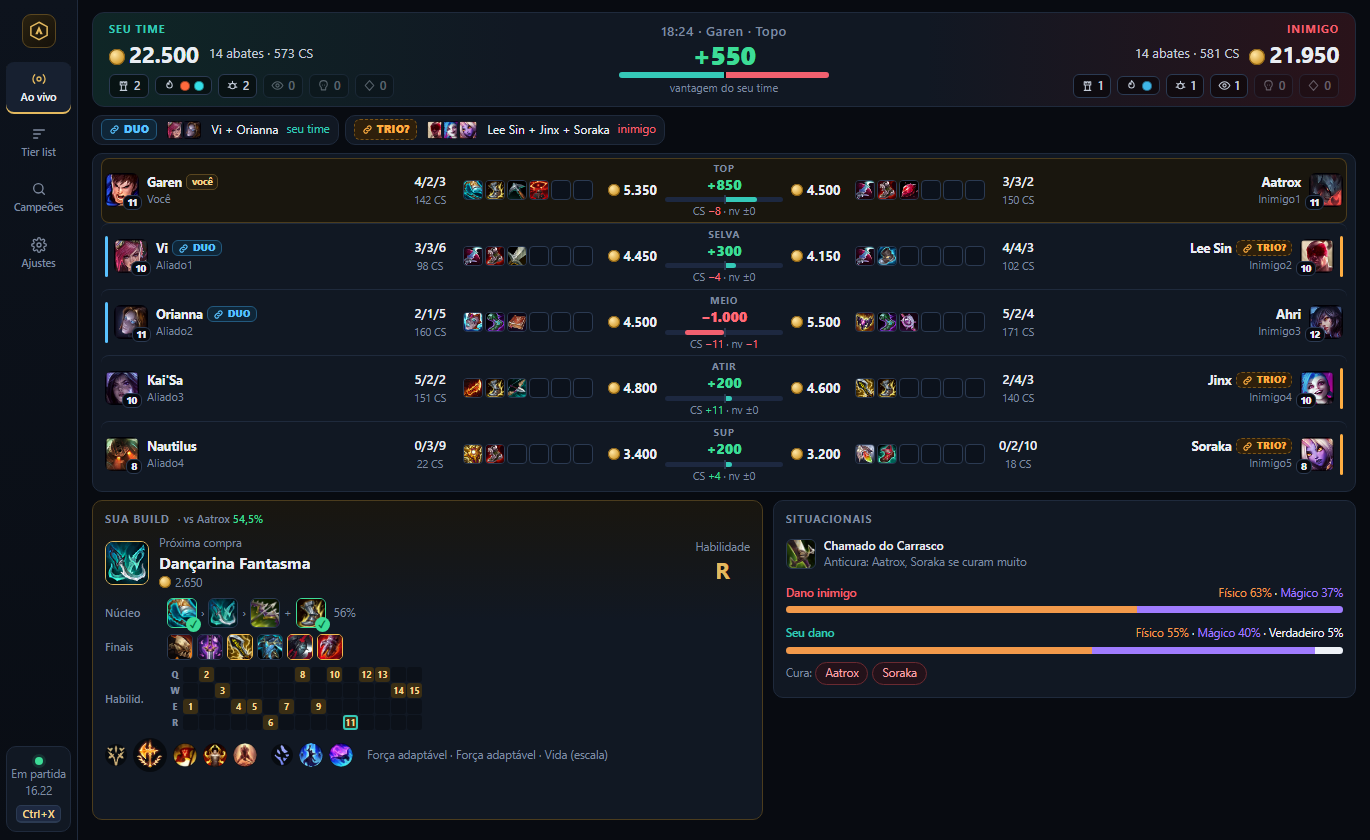 Ao vivo
Tier list
Campeões
Ajustes
Em partida
16.22
Ctrl+X
SEU TIME
22.500 14 abates · 573 CS
2 2 0 0 0
18:24 · Garen · Topo
+550
vantagem do seu time
INIMIGO
14 abates · 581 CS 21.950
1 1 1 0 0
DUO Vi + Orianna seu time
TRIO? Lee Sin + Jinx + Soraka inimigo
TOP
11 Garen você 4/2/3 5.350 +850 4.500 3/3/2 Aatrox 11
Você 142 CS CS −8 · nv ±0 150 CS Inimigo1
SELVA
10 Vi DUO 3/3/6 4.450 +300 4.150 4/4/3 Lee Sin TRIO? 10
Aliado1 98 CS CS −4 · nv ±0 102 CS Inimigo2
MEIO
11 Orianna DUO 2/1/5 4.500 −1.000 5.500 5/2/4 Ahri 12
Aliado2 160 CS CS −11 · nv −1 171 CS Inimigo3
ATIR
10 Kai'Sa 5/2/2 4.800 +200 4.600 2/4/3 Jinx TRIO? 10
Aliado3 151 CS CS +11 · nv ±0 140 CS Inimigo4
SUP
8 Nautilus 0/3/9 3.400 +200 3.200 0/2/10 Soraka TRIO? 8
Aliado4 22 CS CS +4 · nv ±0 18 CS Inimigo5
SUA BUILD · vs Aatrox 54,5%
Próxima compra
Dançarina Fantasma
2.650
Habilidade
R
Núcleo › › + 56%
Finais
Habilid.
Q 2 8 10 12 13
W 3 14 15
E 1 4 5 7 9
R 6 11
Força adaptável · Força adaptável · Vida (escala)
SITUACIONAIS
Chamado do Carrasco
Anticura: Aatrox, Soraka se curam muito
Dano inimigo Físico 63% · Mágico 37%
Seu dano Físico 55% · Mágico 40% · Verdadeiro 5%
Cura: Aatrox Soraka